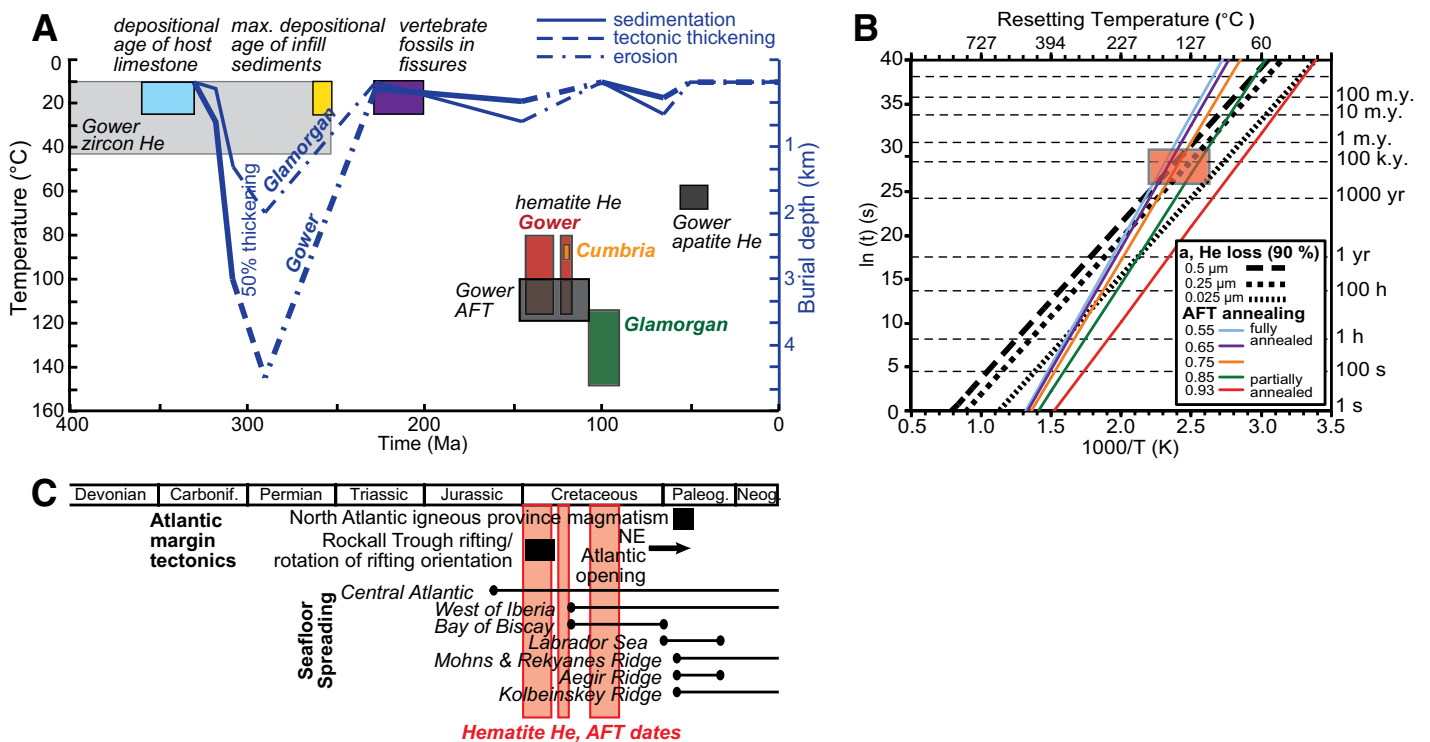 A
depositional
age of host
limestone
max. depositional
age of infill
sediments
vertebrate
fossils in
fissures
sedimentation
tectonic thickening
erosion
0
20
40
60
80
100
120
140
160
Temperature (°C)
Gower
zircon He
50% thickening
Glamorgan
Gower
hematite He
Gower
Cumbria
Gower
AFT
Glamorgan
Gower
apatite He
1
2
3
4
Burial depth (km)
400
300
200
100
0
Time (Ma)
B
Resetting Temperature (°C)
727
394
227
127
60
40
35
30
25
20
15
10
5
0
ln (t) (s)
100 m.y.
10 m.y.
1 m.y.
100 k.y.
1000 yr
1 yr
100 h
1 h
100 s
1 s
a, He loss (90 %)
0.5 µm
0.25 µm
0.025 µm
AFT annealing
0.55 fully
annealed
0.65
0.75
0.85 partially
0.93 annealed
0.5
1.0
1.5
2.0
2.5
3.0
3.5
1000/T (K)
C
Devonian
Carbonif.
Permian
Triassic
Jurassic
Cretaceous
Paleog.
Neog.
Atlantic
margin
tectonics
North Atlantic igneous province magmatism
Rockall Trough rifting/
rotation of rifting orientation
NE
Atlantic
opening
Seafloor
Spreading
Central Atlantic
West of Iberia
Bay of Biscay
Labrador Sea
Mohns & Rekyanes Ridge
Aegir Ridge
Kolbeinskey Ridge
Hematite He, AFT dates